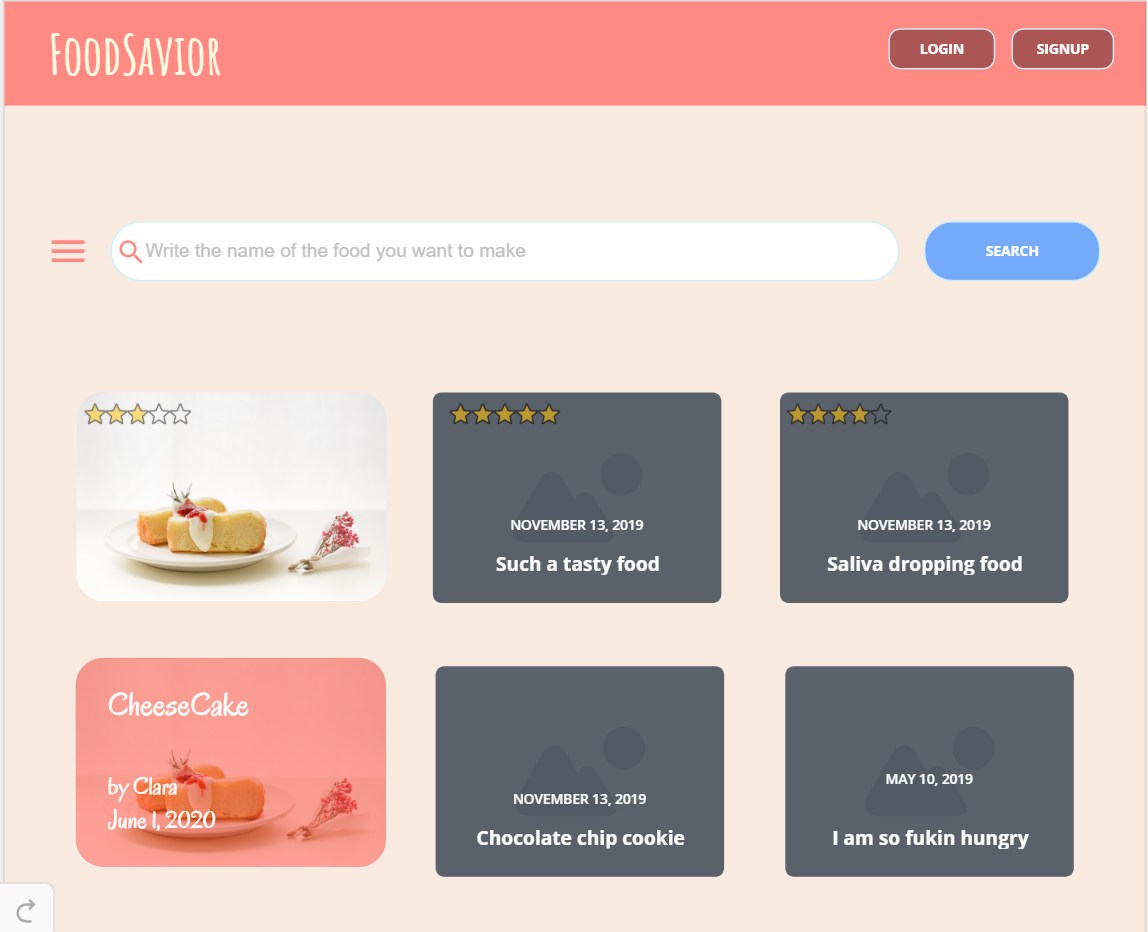 FoodSavior
LOGIN
SIGNUP
Write the name of the food you want to make
SEARCH
NOVEMBER 13, 2019
Such a tasty food
NOVEMBER 13, 2019
Saliva dropping food
CheeseCake
by Clara
June 1, 2020
NOVEMBER 13, 2019
Chocolate chip cookie
MAY 10, 2019
I am so fukin hungry